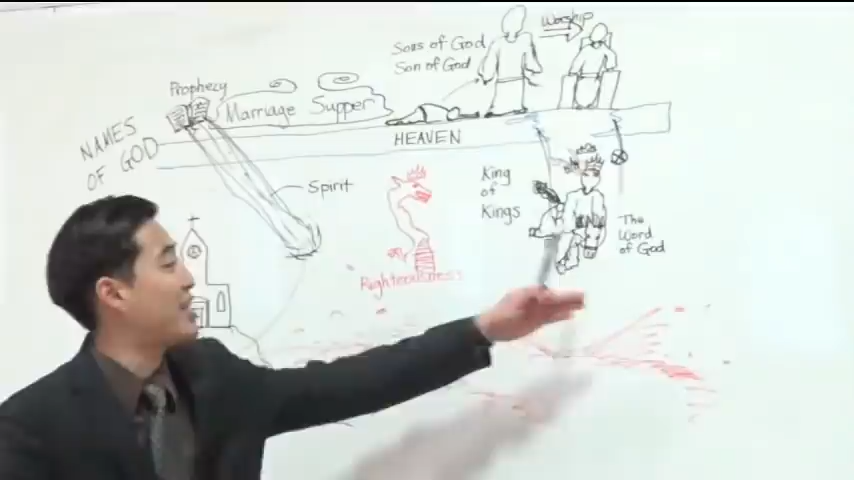 Sons of God
Son of God
Worship
Prophezy
Marriage Supper
NAMES
OF GOD
HEAVEN
Spirit
King
of
Kings
The
Word
of God
Righteousness